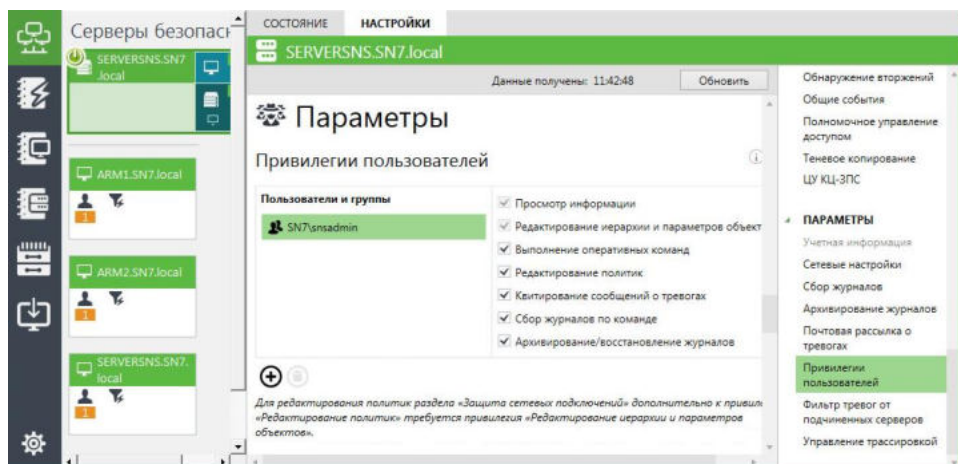 Серверы безопасн
SERVERSNS.SN7
.local
ARM1.SN7.local
1
ARM2.SN7.local
1
SERVERSNS.SN7.
local
1
СОСТОЯНИЕ НАСТРОЙКИ
SERVERSNS.SN7.local
Данные получены: 11:42:48 Обновить
Параметры
Привилегии пользователей
Пользователи и группы
SN7\snsadmin
Просмотр информации
Редактирование иерархии и параметров объект
Выполнение оперативных команд
Редактирование политик
Квитирование сообщений о тревогах
Сбор журналов по команде
Архивирование/восстановление журналов
Для редактирования политик раздела «Защита сетевых подключений» дополнительно к привил
«Редактирование политик» требуется привилегия «Редактирование иерархии и параметров
объектов».
Обнаружение вторжений
Общие события
Полномочное управление
доступом
Теневое копирование
ЦУ КЦ-ЗПС
ПАРАМЕТРЫ
Учетная информация
Сетевые настройки
Сбор журналов
Архивирование журналов
Почтовая рассылка о
тревогах
Привилегии
пользователей
Фильтр тревог от
подчиненных серверов
Управление трассировкой